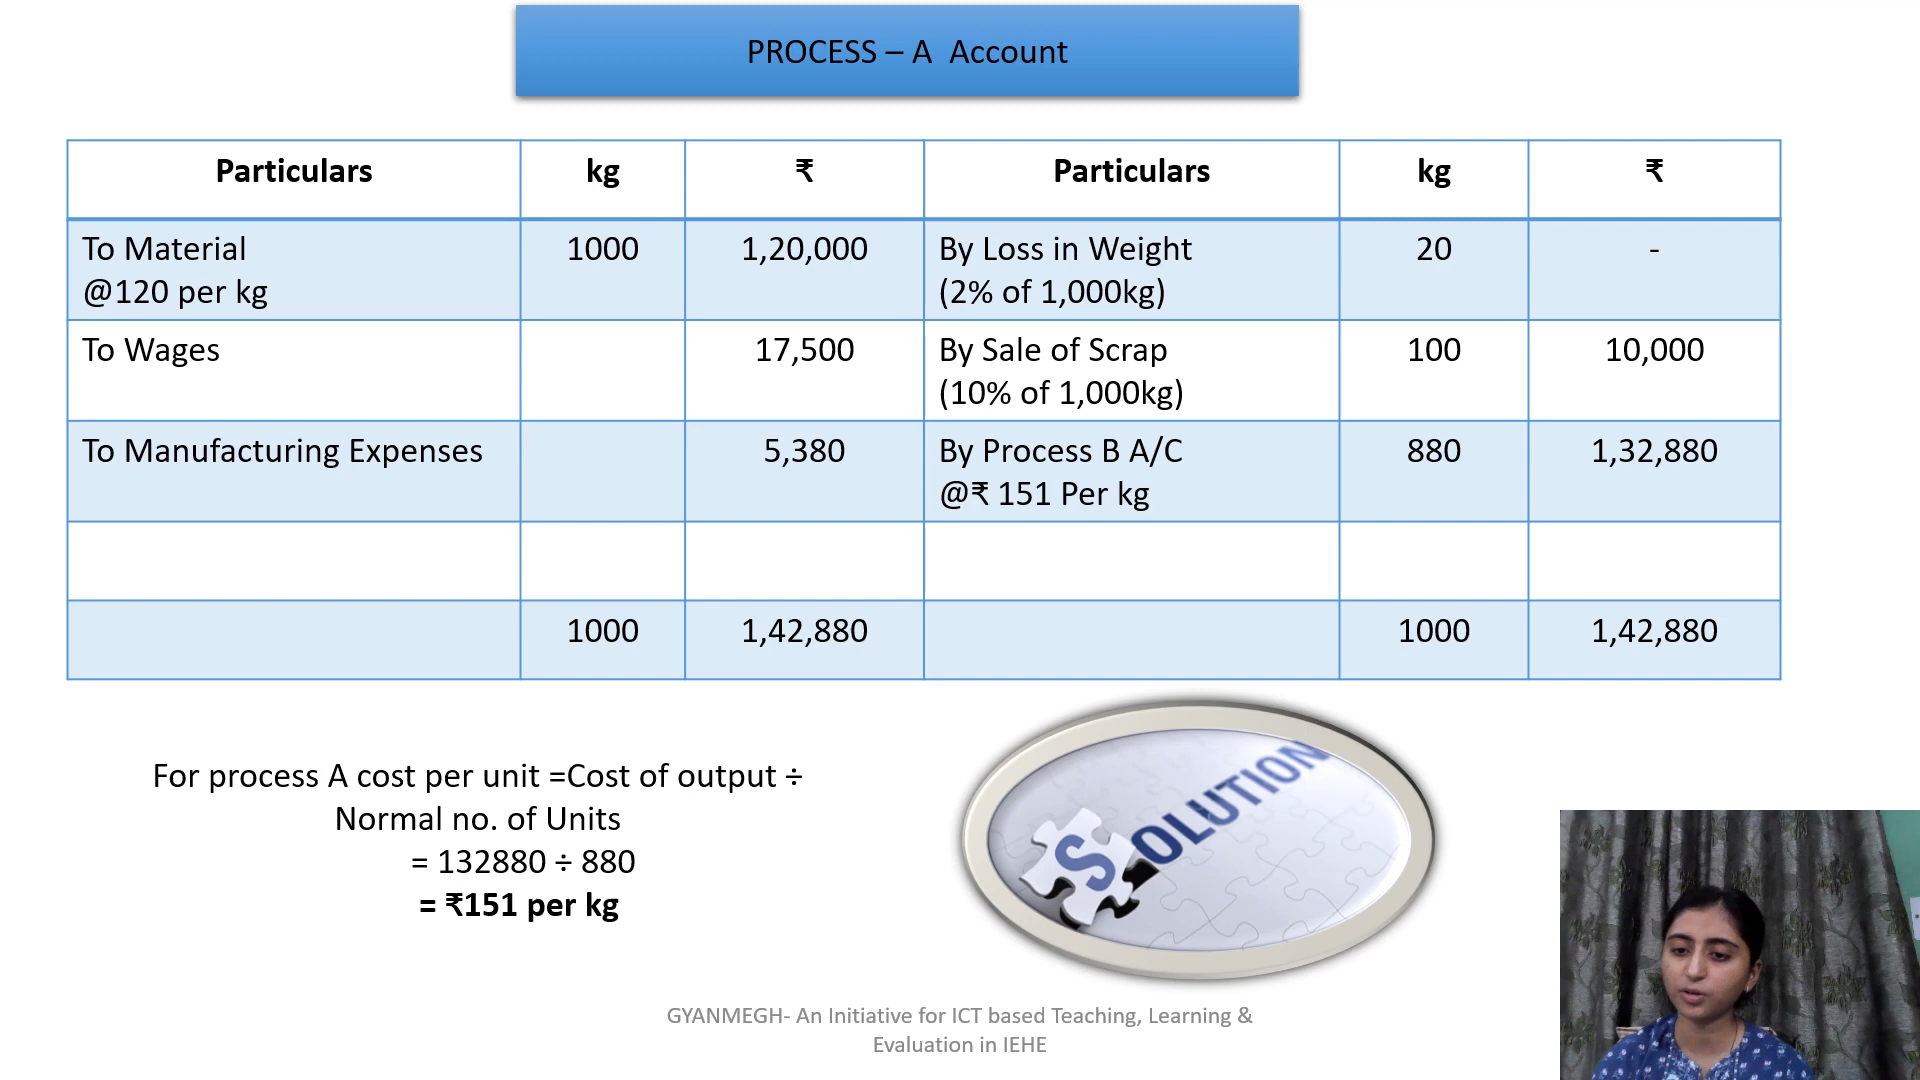 PROCESS – A Account
Particulars kg ₹ Particulars kg ₹
To Material 1000 1,20,000 By Loss in Weight 20 -
@120 per kg (2% of 1,000kg)
To Wages 17,500 By Sale of Scrap 100 10,000
(10% of 1,000kg)
To Manufacturing Expenses 5,380 By Process B A/C 880 1,32,880
@₹ 151 Per kg
1000 1,42,880 1000 1,42,880
For process A cost per unit =Cost of output ÷
Normal no. of Units
= 132880 ÷ 880
= ₹151 per kg
SOLUTION
GYANMEGH- An Initiative for ICT based Teaching, Learning &
Evaluation in IEHE